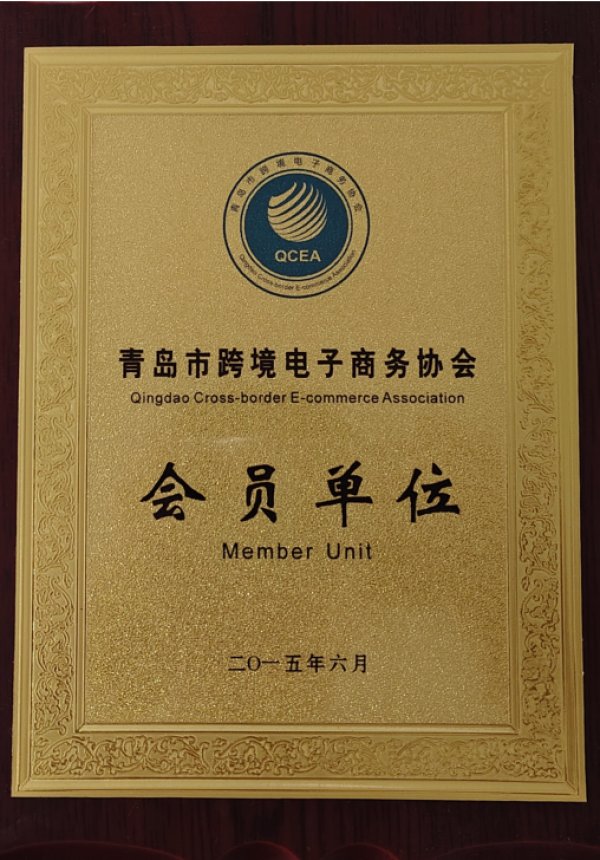 青岛市跨境电子商务协会
QCEA
Qingdao Cross-border E-commerce Association
青岛市跨境电子商务协会
Qingdao Cross-border E-commerce Association
会员单位
Member Unit
二O一五年六月